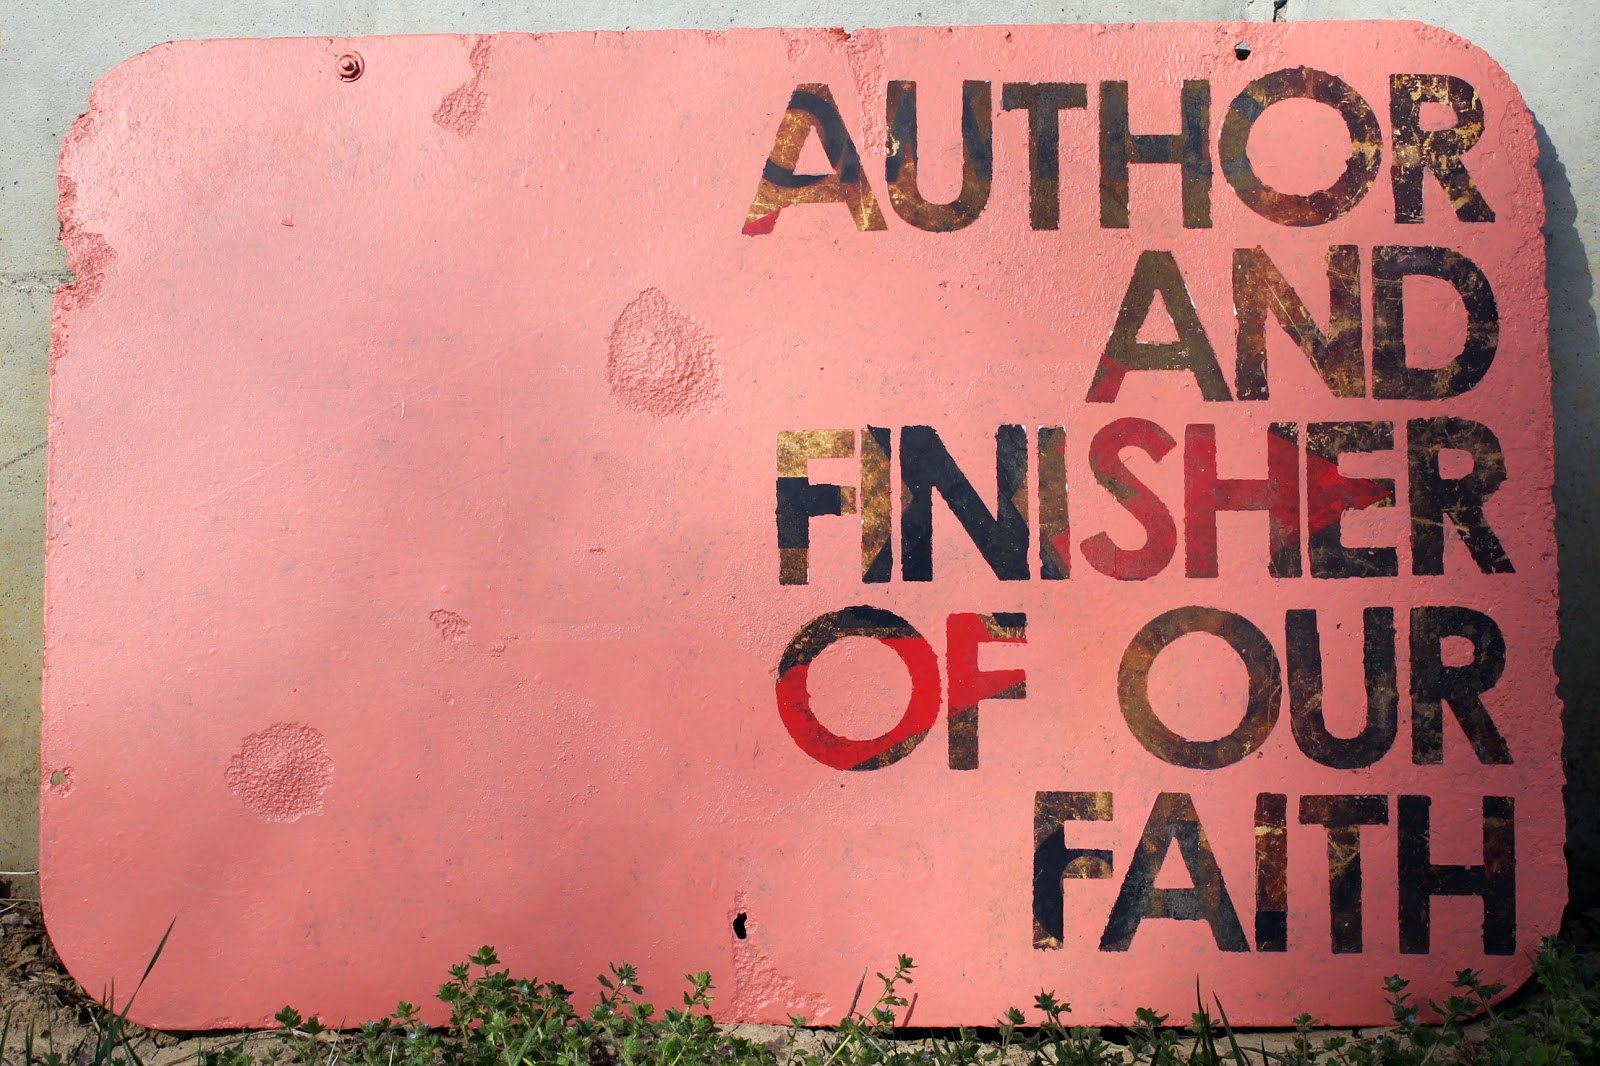 AUTHOR
AND
FINISHER
OF OUR
FAITH